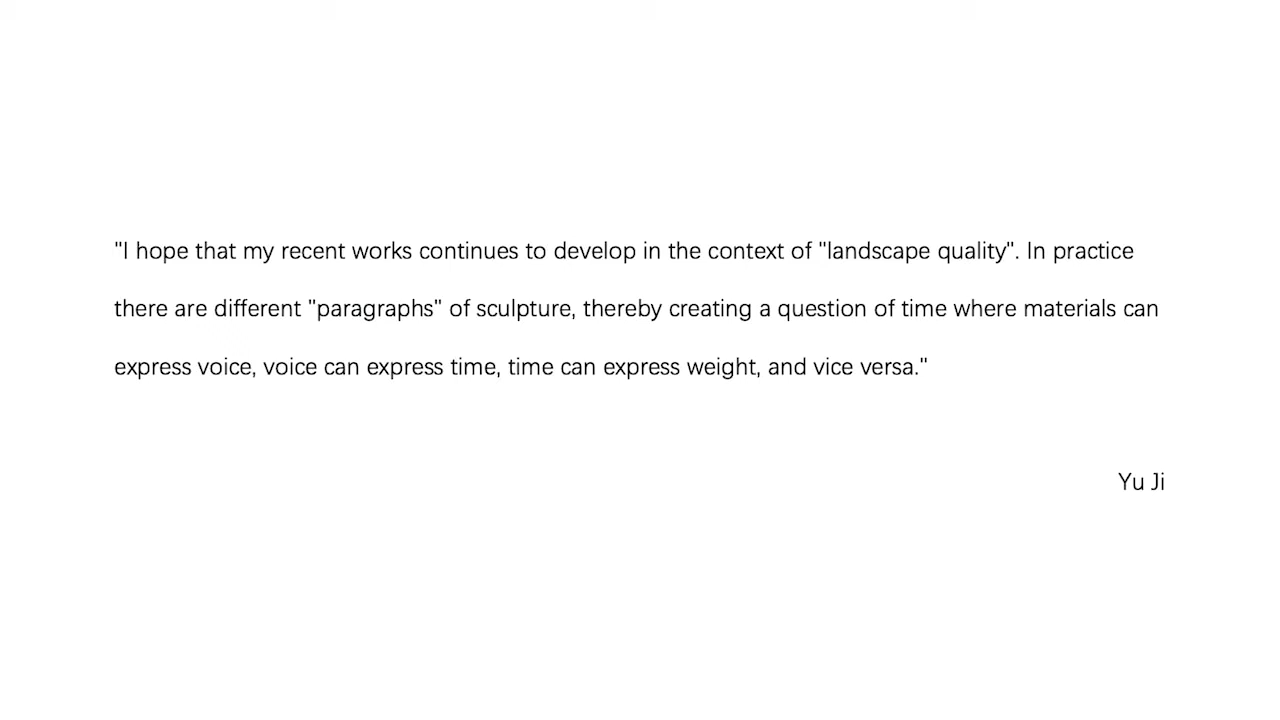 "I hope that my recent works continues to develop in the context of "landscape quality". In practice
there are different "paragraphs" of sculpture, thereby creating a question of time where materials can
express voice, voice can express time, time can express weight, and vice versa."
Yu Ji